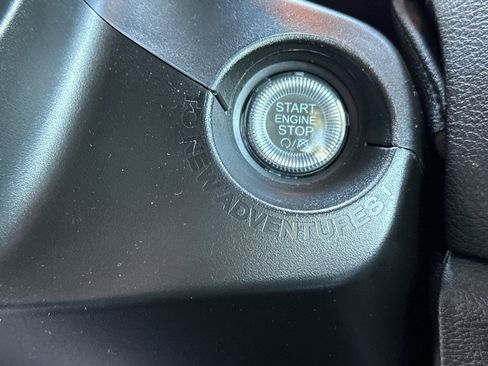 START
ENGINE
STOP
TO NEW ADVENTURES !